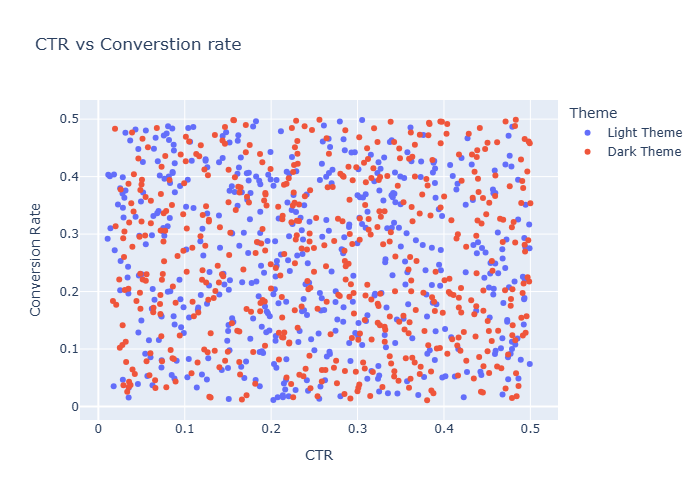 CTR vs Converstion rate
Theme
Light Theme
Dark Theme
Conversion Rate
0.5
0.4
0.3
0.2
0.1
0
0
0.1
0.2
0.3
0.4
0.5
CTR